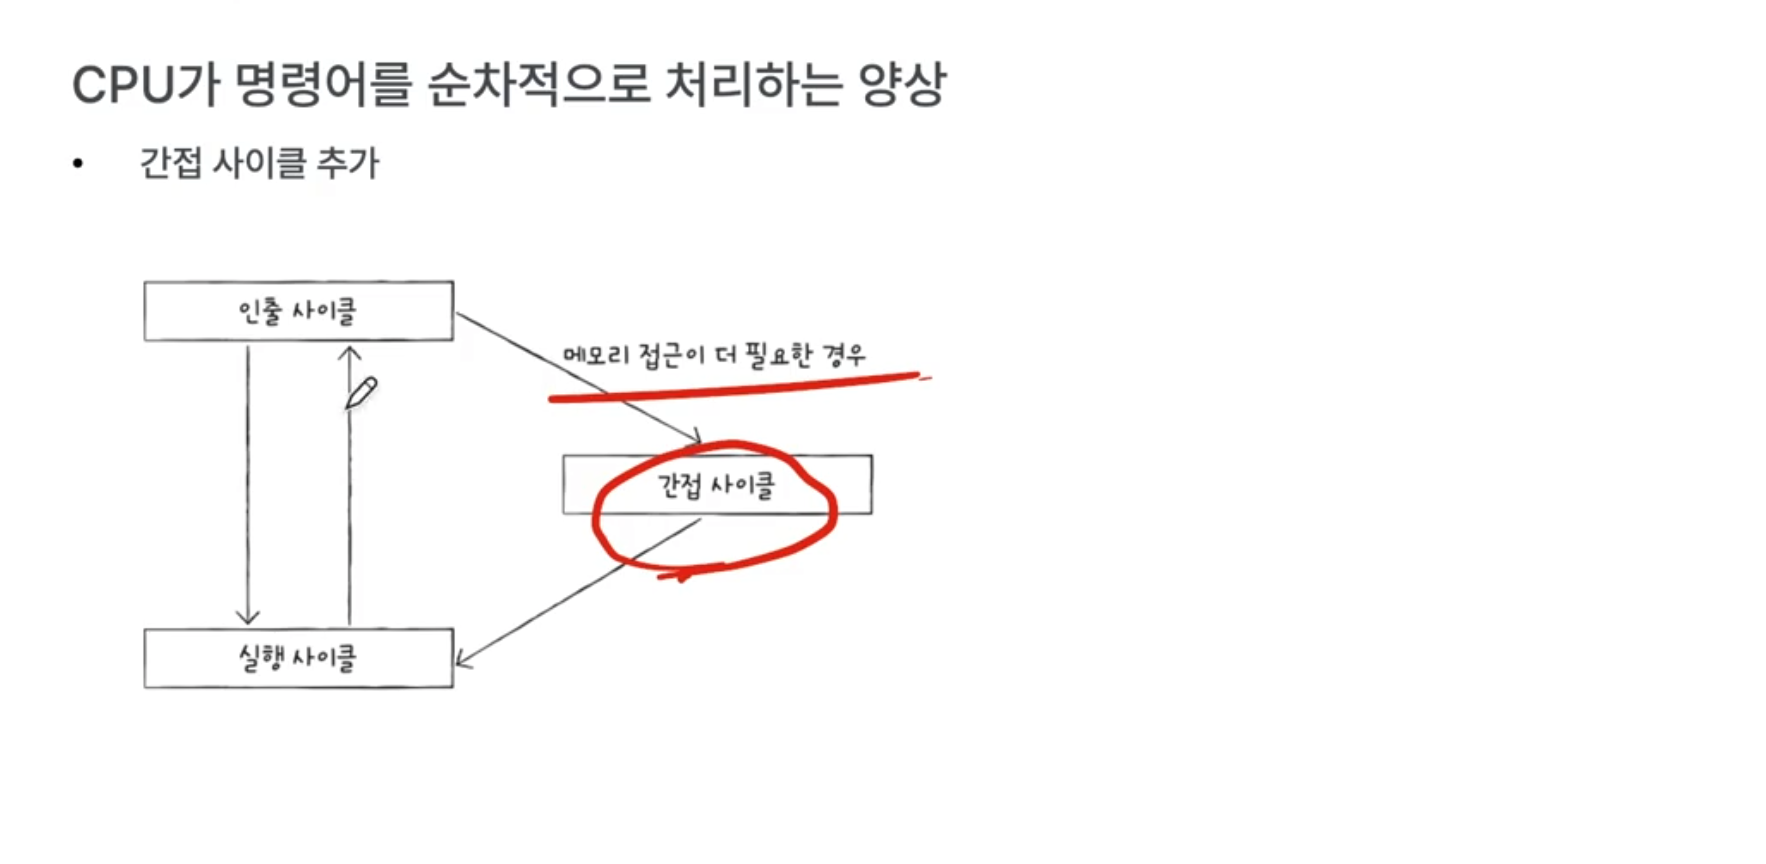 CPU가 명령어를 순차적으로 처리하는 양상
• 간접 사이클 추가
인출 사이클
메모리 접근이 더 필요한 경우
간접 사이클
실행 사이클